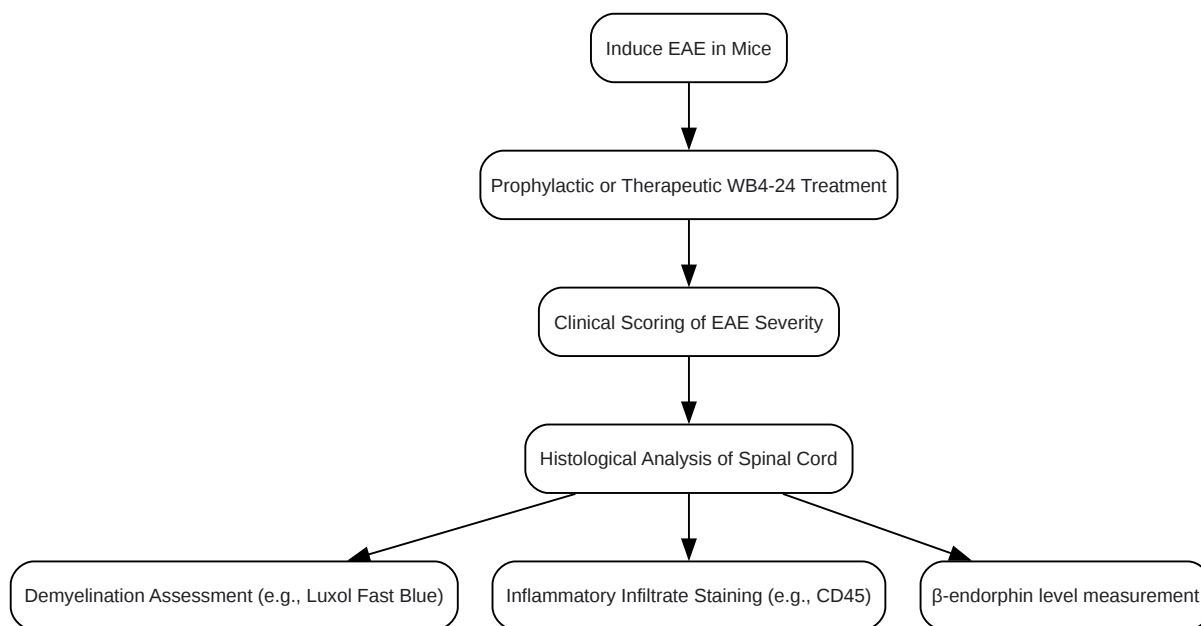 Induce EAE in Mice
Prophylactic or Therapeutic WB4-24 Treatment
Clinical Scoring of EAE Severity
Histological Analysis of Spinal Cord
Demyelination Assessment (e.g., Luxol Fast Blue)
Inflammatory Infiltrate Staining (e.g., CD45)
β-endorphin level measurement